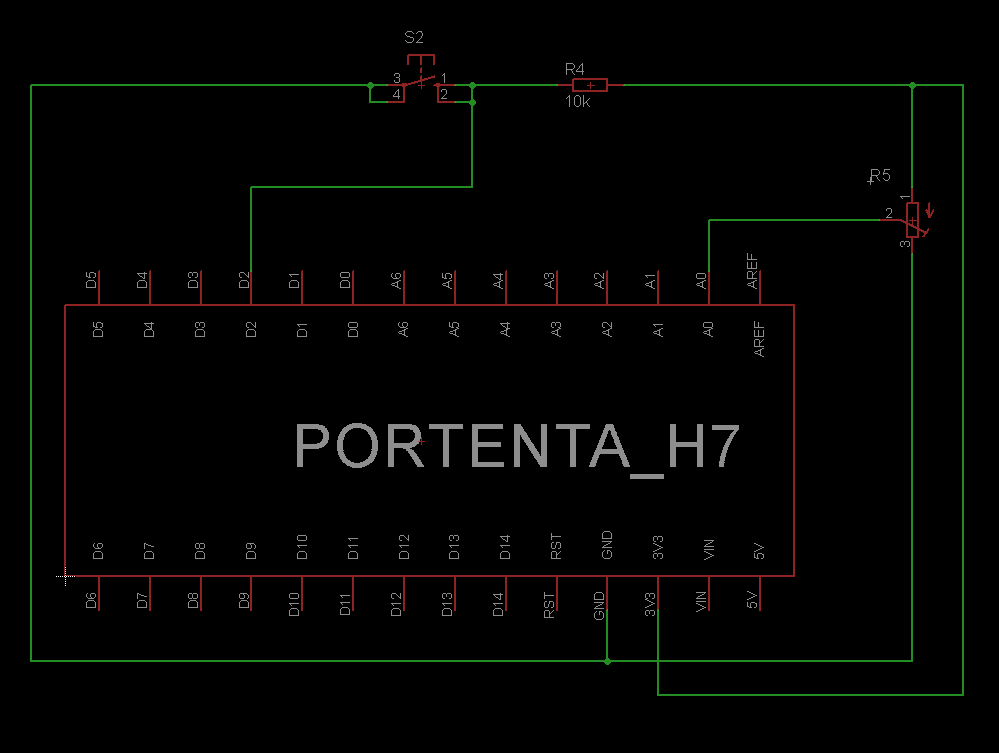 S2
3 1
4 2
R4
10k
R5
1
2
3
D5 D4 D3 D2 D1 D0 A6 A5 A4 A3 A2 A1 A0 AREF
D5 D4 D3 D2 D1 D0 A6 A5 A4 A3 A2 A1 A0 AREF
PORTENTA_H7
D6 D7 D8 D9 D10 D11 D12 D13 D14 RST GND 3V3 VIN 5V
D6 D7 D8 D9 D10 D11 D12 D13 D14 RST GND 3V3 VIN 5V